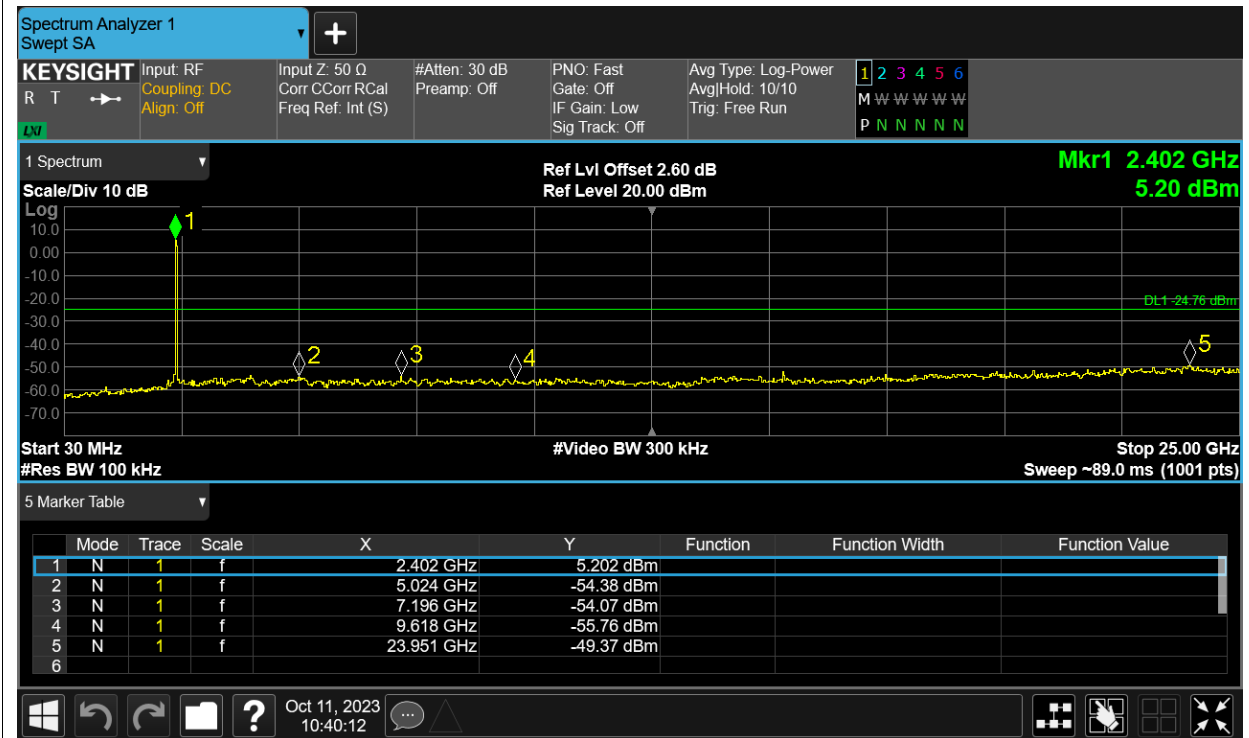 Spectrum Analyzer 1
Swept SA
KEYSIGHT
R T
LXI
Input: RF
Coupling: DC
Align: Off
Input Z: 50 Ω
Corr CCorr RCal
Freq Ref: Int (S)
#Atten: 30 dB
Preamp: Off
PNO: Fast
Gate: Off
IF Gain: Low
Sig Track: Off
Avg Type: Log-Power
Avg|Hold: 10/10
Trig: Free Run
1 2 3 4 5 6
M W W W W W
P N N N N N
1 Spectrum
Scale/Div 10 dB
Ref Lvl Offset 2.60 dB
Ref Level 20.00 dBm
Mkr1 2.402 GHz
5.20 dBm
Log
10.0
0.00
-10.0
-20.0
-30.0
-40.0
-50.0
-60.0
-70.0
1
2
3
4
5
DL1 -24.76 dBm
Start 30 MHz #Video BW 300 kHz Stop 25.00 GHz
#Res BW 100 kHz Sweep ~89.0 ms (1001 pts)
5 Marker Table
Mode Trace Scale X Y Function Function Width Function Value
1 N 1 f 2.402 GHz 5.202 dBm
2 N 1 f 5.024 GHz -54.38 dBm
3 N 1 f 7.196 GHz -54.07 dBm
4 N 1 f 9.618 GHz -55.76 dBm
5 N 1 f 23.951 GHz -49.37 dBm
6
?
Oct 11, 2023
10:40:12